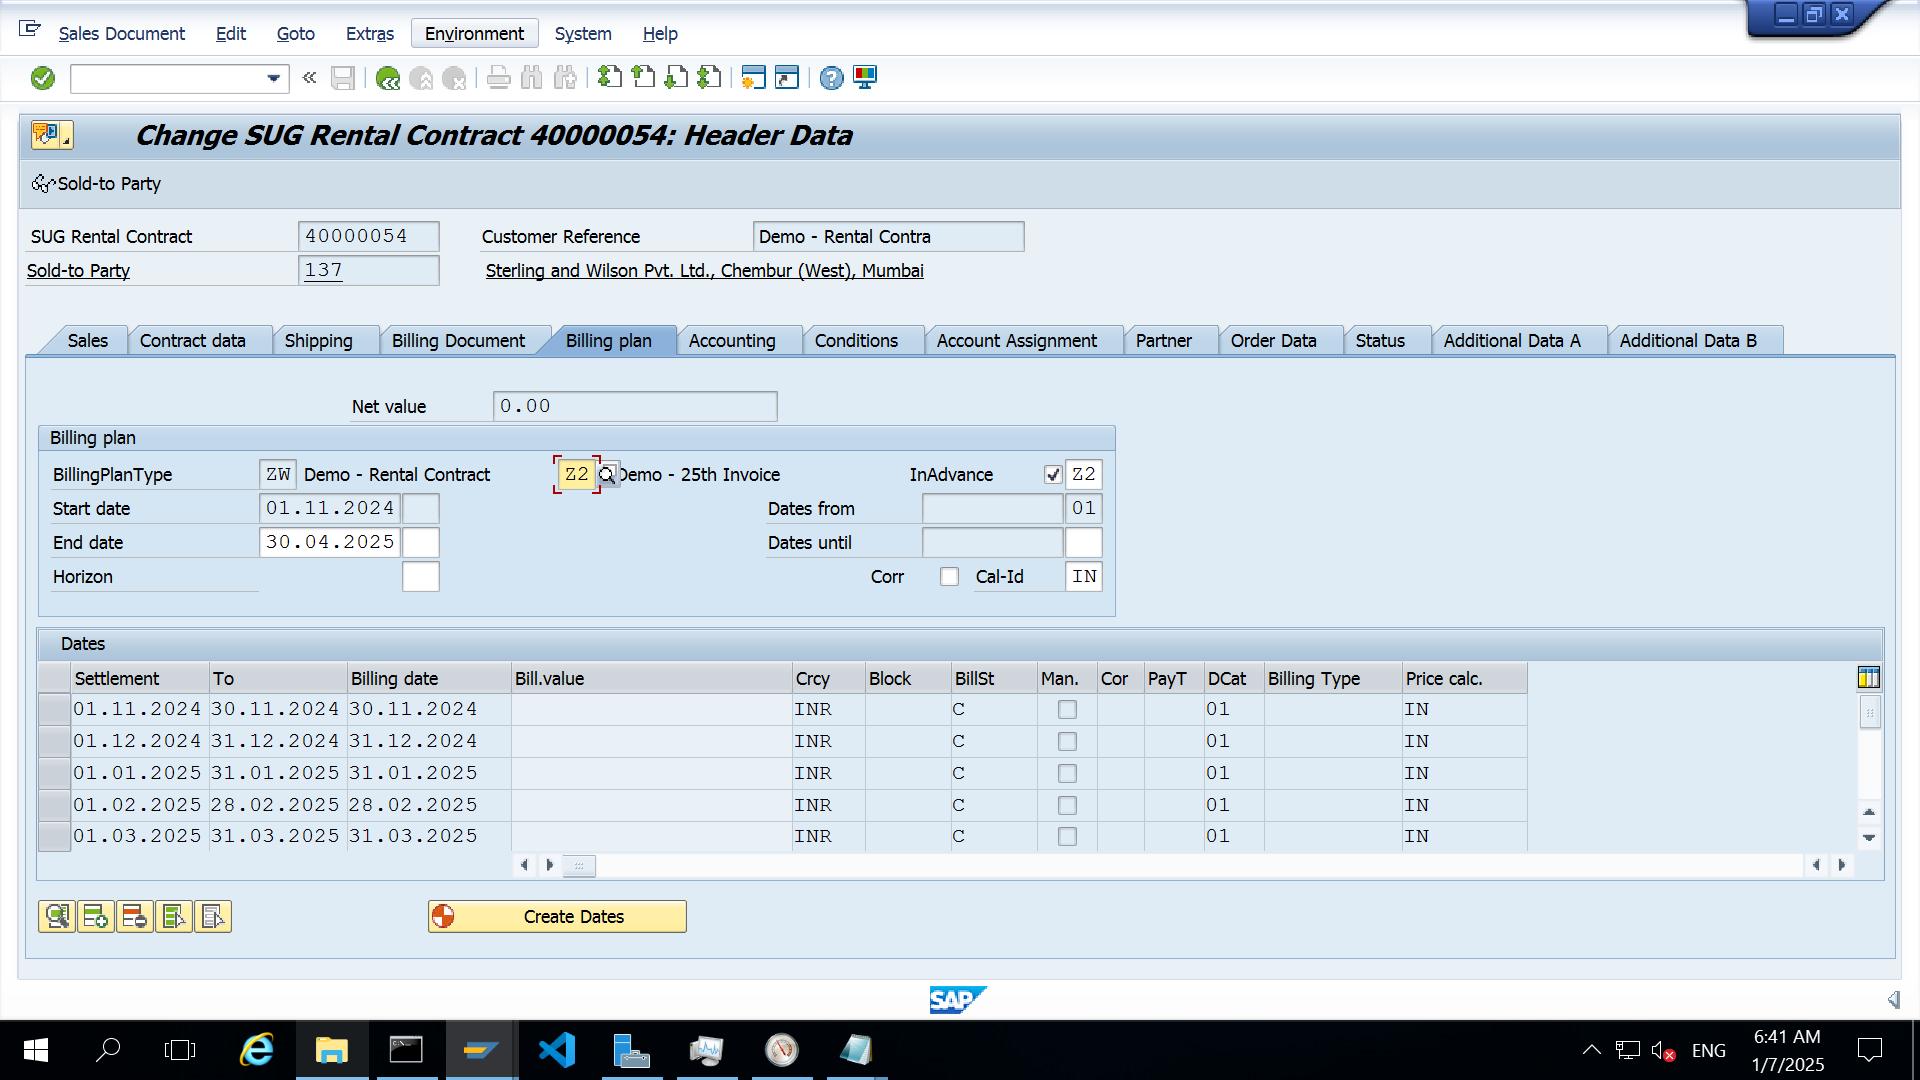 Sales Document Edit Goto Extras Environment System Help
Change SUG Rental Contract 40000054: Header Data
Sold-to Party
SUG Rental Contract 40000054 Customer Reference Demo - Rental Contra
Sold-to Party 137 Sterling and Wilson Pvt. Ltd., Chembur (West), Mumbai
Sales Contract data Shipping Billing Document Billing plan Accounting Conditions Account Assignment Partner Order Data Status Additional Data A Additional Data B
Net value 0.00
Billing plan
BillingPlanType ZW Demo - Rental Contract Z2 Demo - 25th Invoice InAdvance Z2
Start date 01.11.2024 Dates from 01
End date 30.04.2025 Dates until
Horizon Corr Cal-Id IN
Dates
Settlement To Billing date Bill.value Crcy Block BillSt Man. Cor PayT DCat Billing Type Price calc.
01.11.2024 30.11.2024 30.11.2024 INR C 01 IN
01.12.2024 31.12.2024 31.12.2024 INR C 01 IN
01.01.2025 31.01.2025 31.01.2025 INR C 01 IN
01.02.2025 28.02.2025 28.02.2025 INR C 01 IN
01.03.2025 31.03.2025 31.03.2025 INR C 01 IN
Create Dates
SAP
ENG
6:41 AM
1/7/2025